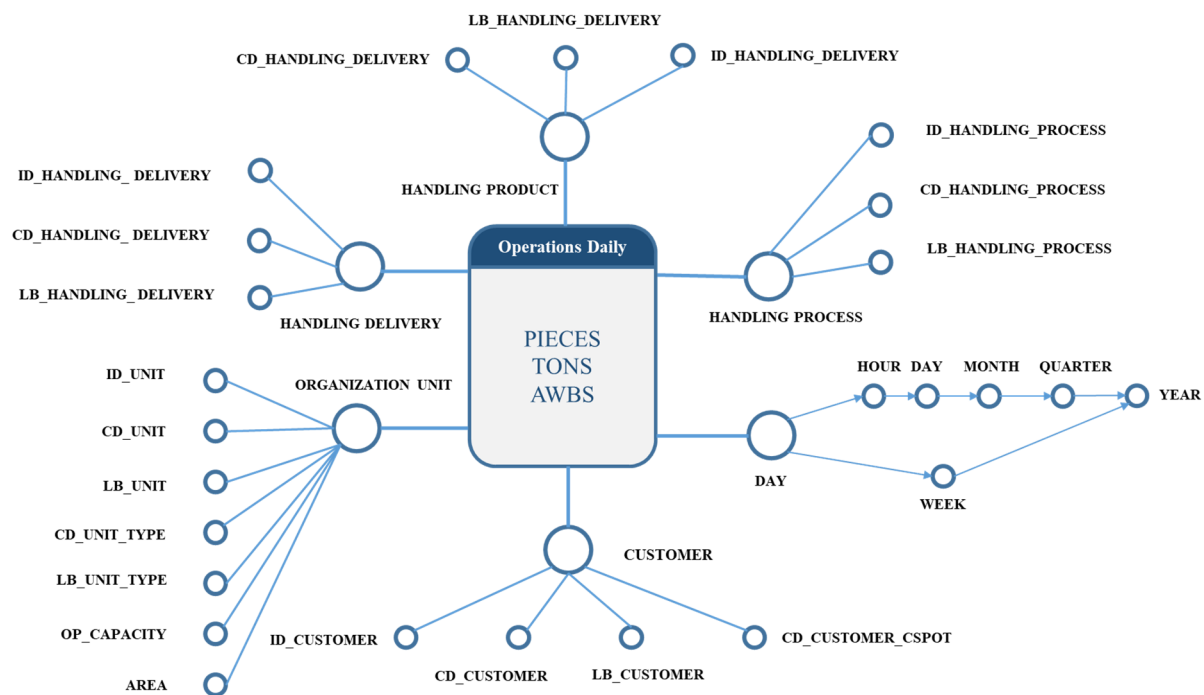 LB_HANDLING_DELIVERY
CD_HANDLING_DELIVERY
ID_HANDLING_DELIVERY
HANDLING PRODUCT
ID_HANDLING_ DELIVERY
CD_HANDLING_ DELIVERY
LB_HANDLING_ DELIVERY
HANDLING DELIVERY
ID_HANDLING_PROCESS
CD_HANDLING_PROCESS
LB_HANDLING_PROCESS
HANDLING PROCESS
Operations Daily
PIECES
TONS
AWBS
ORGANIZATION UNIT
ID_UNIT
CD_UNIT
LB_UNIT
CD_UNIT_TYPE
LB_UNIT_TYPE
OP_CAPACITY
AREA
HOUR DAY MONTH QUARTER
YEAR
DAY
WEEK
CUSTOMER
ID_CUSTOMER
CD_CUSTOMER
LB_CUSTOMER
CD_CUSTOMER_CSPOT